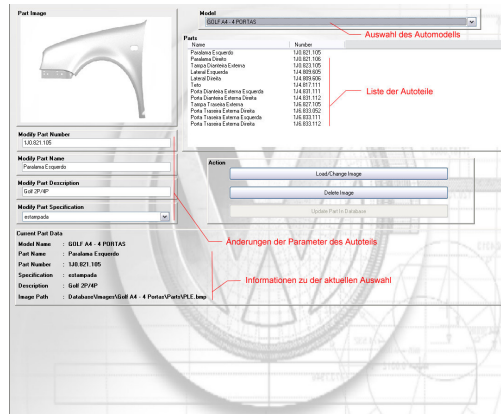 Part Image
Model
GOLF A4 - 4 PORTAS
Auswahl des Automodells
Parts
Name Number
Paralama Esquerdo 1J0.821.105
Paralama Direito 1J0.821.106
Tampa Dianteira Externa 1J0.823.105
Lateral Esquerda 1J4.809.605
Lateral Direita 1J4.809.606
Teto 1J4.817.111
Porta Dianteira Externa Esquerda 1J4.831.111
Porta Dianteira Externa Direita 1J4.831.112
Tampa Traseira Externa 1J6.827.105
Porta Traseira Externa Direita 1J6.833.052
Porta Traseira Externa Esquerda 1J6.833.111
Porta Traseira Externa Direita 1J6.833.112
Liste der Autoteile
Modify Part Number
1J0.821.105
Modify Part Name
Paralama Esquerdo
Modify Part Description
Golf 2P/4P
Modify Part Specification
estampada
Action
Load/Change Image
Delete Image
Update Part in Database
Änderungen der Parameter des Autoteils
Current Part Data
Model Name : GOLF A4 - 4 PORTAS
Part Name : Paralama Esquerdo
Part Number : 1J0.821.105
Specification : estampada
Description : Golf 2P/4P
Image Path : Database\Images\Golf A4 - 4 Portas\Parts\PLE.bmp
Informationen zu der aktuellen Auswahl